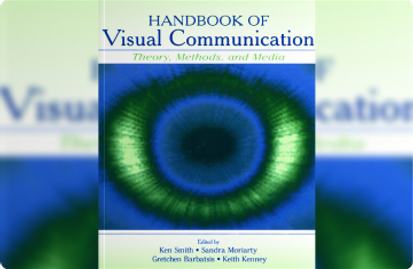 HANDBOOK OF
Visual Communication
Theory, Methods, and Media
Edited by
Ken Smith • Sandra Moriarty
Gretchen Barbatsis • Keith Kenney